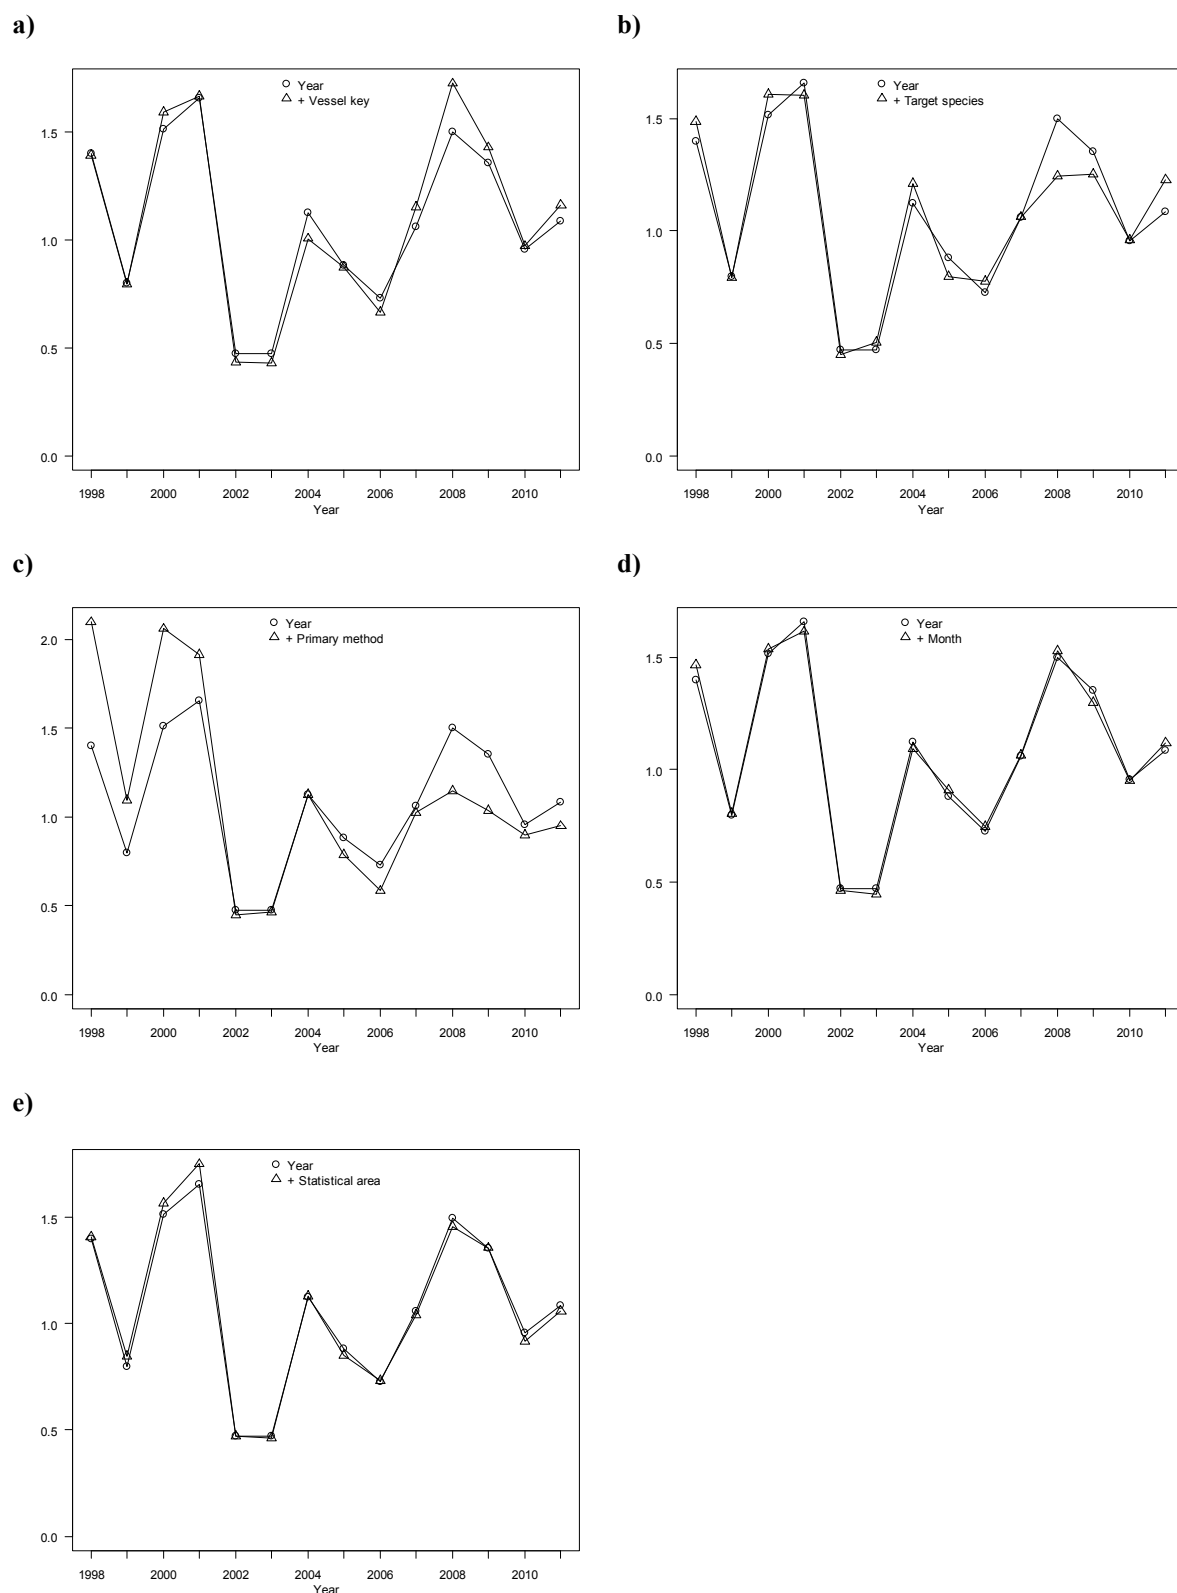 a)
Year
+ Vessel key
1.5
1.0
0.5
0.0
1998 2000 2002 2004 2006 2008 2010
Year
b)
Year
+ Target species
1.5
1.0
0.5
0.0
1998 2000 2002 2004 2006 2008 2010
Year
c)
Year
+ Primary method
2.0
1.5
1.0
0.5
0.0
1998 2000 2002 2004 2006 2008 2010
Year
d)
Year
+ Month
1.5
1.0
0.5
0.0
1998 2000 2002 2004 2006 2008 2010
Year
e)
Year
+ Statistical area
1.5
1.0
0.5
0.0
1998 2000 2002 2004 2006 2008 2010
Year